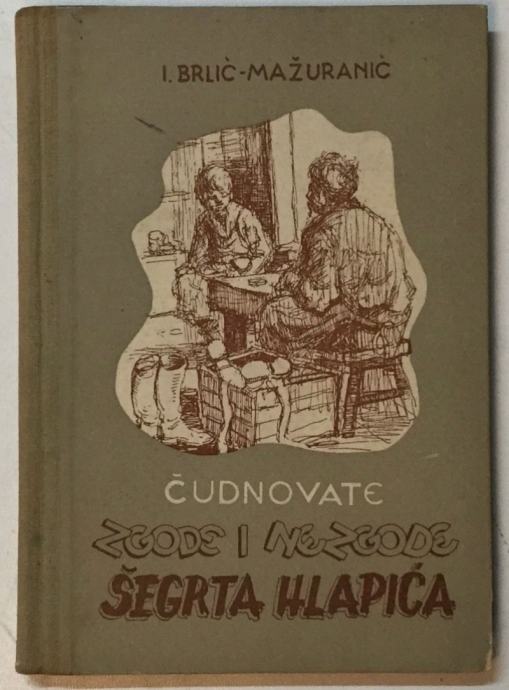 I. BRLIĆ-MAŽURANIĆ
ČUDNOVATE
ZGODE I NEZGODE
ŠEGRTA HLAPIĆA